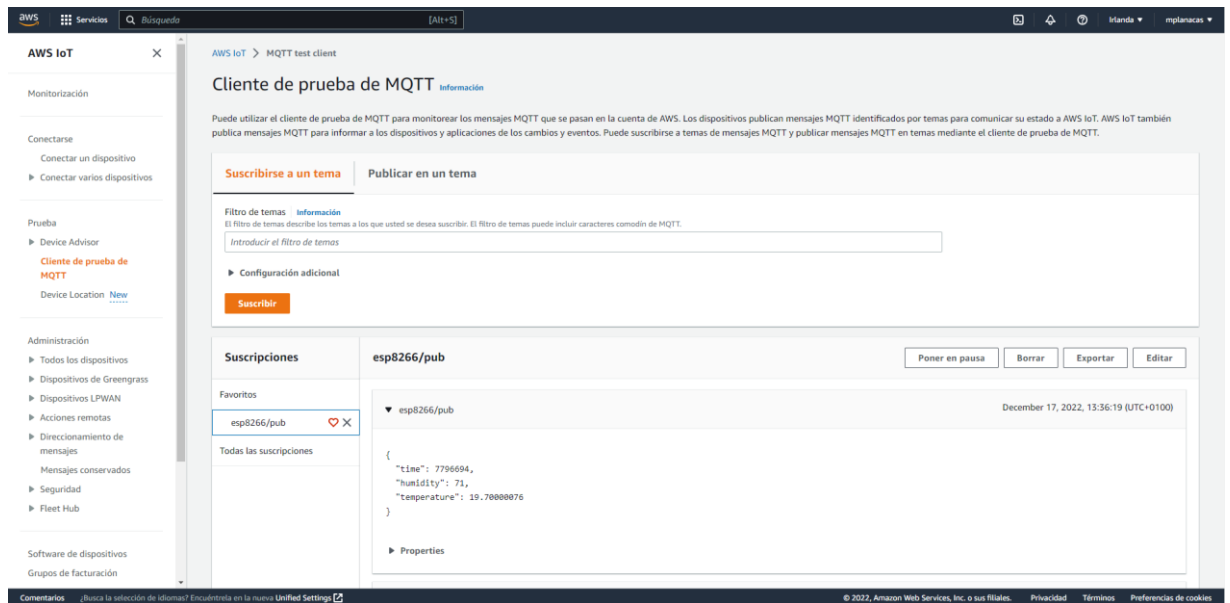 aws
Servicios
Búsqueda
[Alt+S]
Irlanda ▼
mplanacas ▼
AWS IoT
Monitorización
Conectarse
Conectar un dispositivo
▶ Conectar varios dispositivos
Prueba
▶ Device Advisor
Cliente de prueba de
MQTT
Device Location New
Administración
▶ Todos los dispositivos
▶ Dispositivos de Greengrass
▶ Dispositivos LPWAN
▶ Acciones remotas
▶ Direccionamiento de
mensajes
Mensajes conservados
▶ Seguridad
▶ Fleet Hub
Software de dispositivos
Grupos de facturación
AWS IoT > MQTT test client
Cliente de prueba de MQTT Información
Puede utilizar el cliente de prueba de MQTT para monitorear los mensajes MQTT que se pasan en la cuenta de AWS. Los dispositivos publican mensajes MQTT identificados por temas para comunicar su estado a AWS IoT. AWS IoT también
publica mensajes MQTT para informar a los dispositivos y aplicaciones de los cambios y eventos. Puede suscribirse a temas de mensajes MQTT y publicar mensajes MQTT en temas mediante el cliente de prueba de MQTT.
Suscribirse a un tema
Publicar en un tema
Filtro de temas Información
El filtro de temas describe los temas a los que usted se desea suscribir. El filtro de temas puede incluir caracteres comodín de MQTT.
Introducir el filtro de temas
▶ Configuración adicional
Suscribir
Suscripciones
Favoritos
esp8266/pub
Todas las suscripciones
esp8266/pub
Poner en pausa
Borrar
Exportar
Editar
▼ esp8266/pub
December 17, 2022, 13:36:19 (UTC+0100)
{
"time": 7796694,
"humidity": 71,
"temperature": 19.70000076
}
▶ Properties
Comentarios
¿Busca la selección de idiomas? Encuéntrela en la nueva Unified Settings
© 2022, Amazon Web Services, Inc. o sus filiales.
Privacidad
Términos
Preferencias de cookies